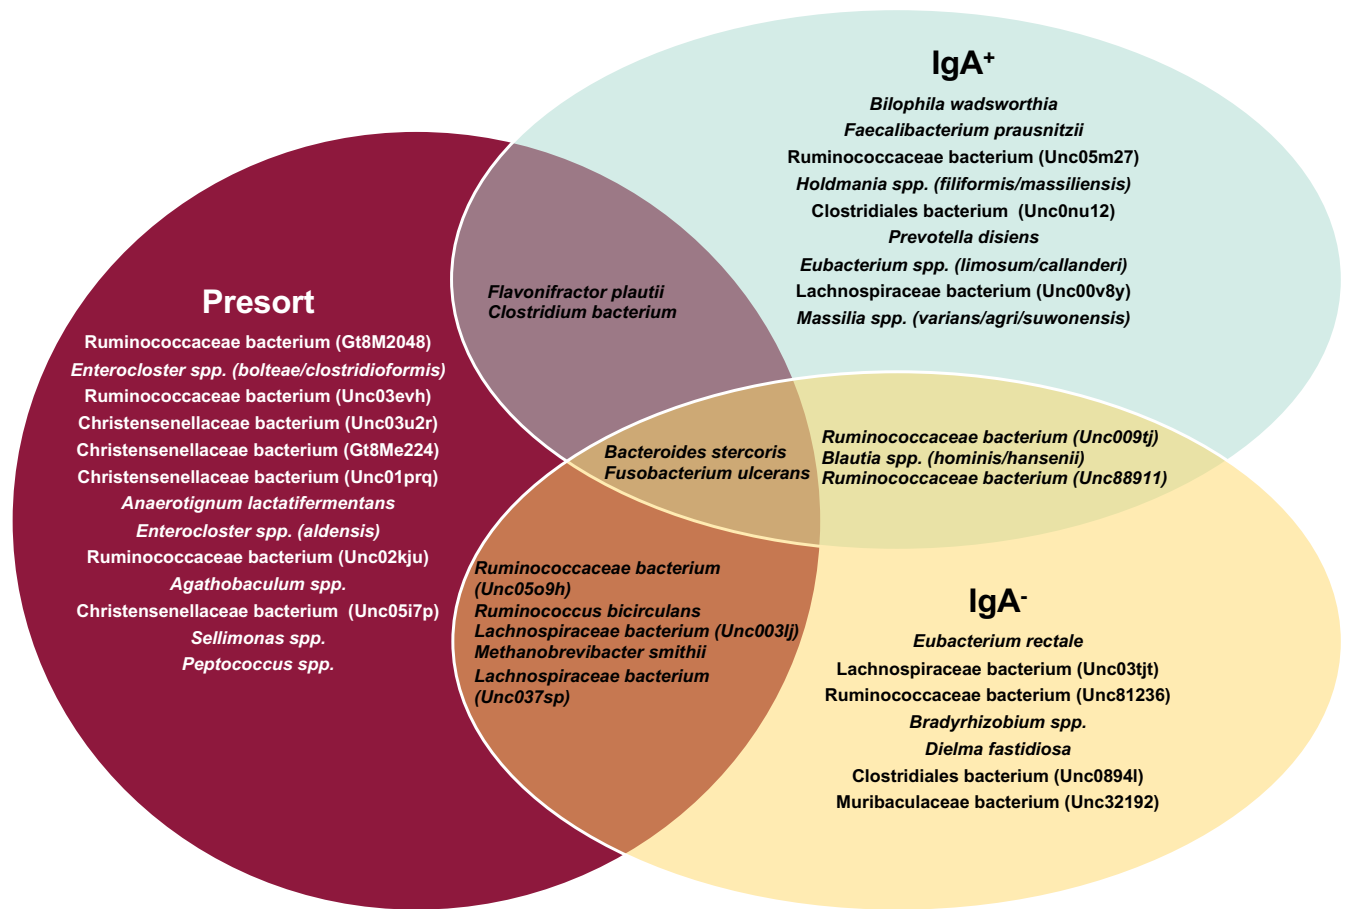 IgA+
Bilophila wadsworthia
Faecalibacterium prausnitzii
Ruminococcaceae bacterium (Unc05m27)
Holdmania spp. (filiformis/massiliensis)
Clostridiales bacterium (Unc0nu12)
Prevotella disiens
Eubacterium spp. (limosum/callanderi)
Lachnospiraceae bacterium (Unc00v8y)
Massilia spp. (varians/agri/suwonensis)
Flavonifractor plautii
Clostridium bacterium
Presort
Ruminococcaceae bacterium (Gt8M2048)
Enterocloster spp. (bolteae/clostridioformis)
Ruminococcaceae bacterium (Unc03evh)
Christensenellaceae bacterium (Unc03u2r)
Christensenellaceae bacterium (Gt8Me224)
Christensenellaceae bacterium (Unc01prq)
Anaerotignum lactatifermentans
Enterocloster spp. (aldensis)
Ruminococcaceae bacterium (Unc02kju)
Agathobaculum spp.
Christensenellaceae bacterium (Unc05i7p)
Sellimonas spp.
Peptococcus spp.
Bacteroides stercoris
Fusobacterium ulcerans
Ruminococcaceae bacterium (Unc009tj)
Blautia spp. (hominis/hansenii)
Ruminococcaceae bacterium (Unc88911)
Ruminococcaceae bacterium
(Unc05o9h)
Ruminococcus bicirculans
Lachnospiraceae bacterium (Unc003lj)
Methanobrevibacter smithii
Lachnospiraceae bacterium
(Unc037sp)
IgA-
Eubacterium rectale
Lachnospiraceae bacterium (Unc03tjt)
Ruminococcaceae bacterium (Unc81236)
Bradyrhizobium spp.
Dielma fastidiosa
Clostridiales bacterium (Unc0894l)
Muribaculaceae bacterium (Unc32192)